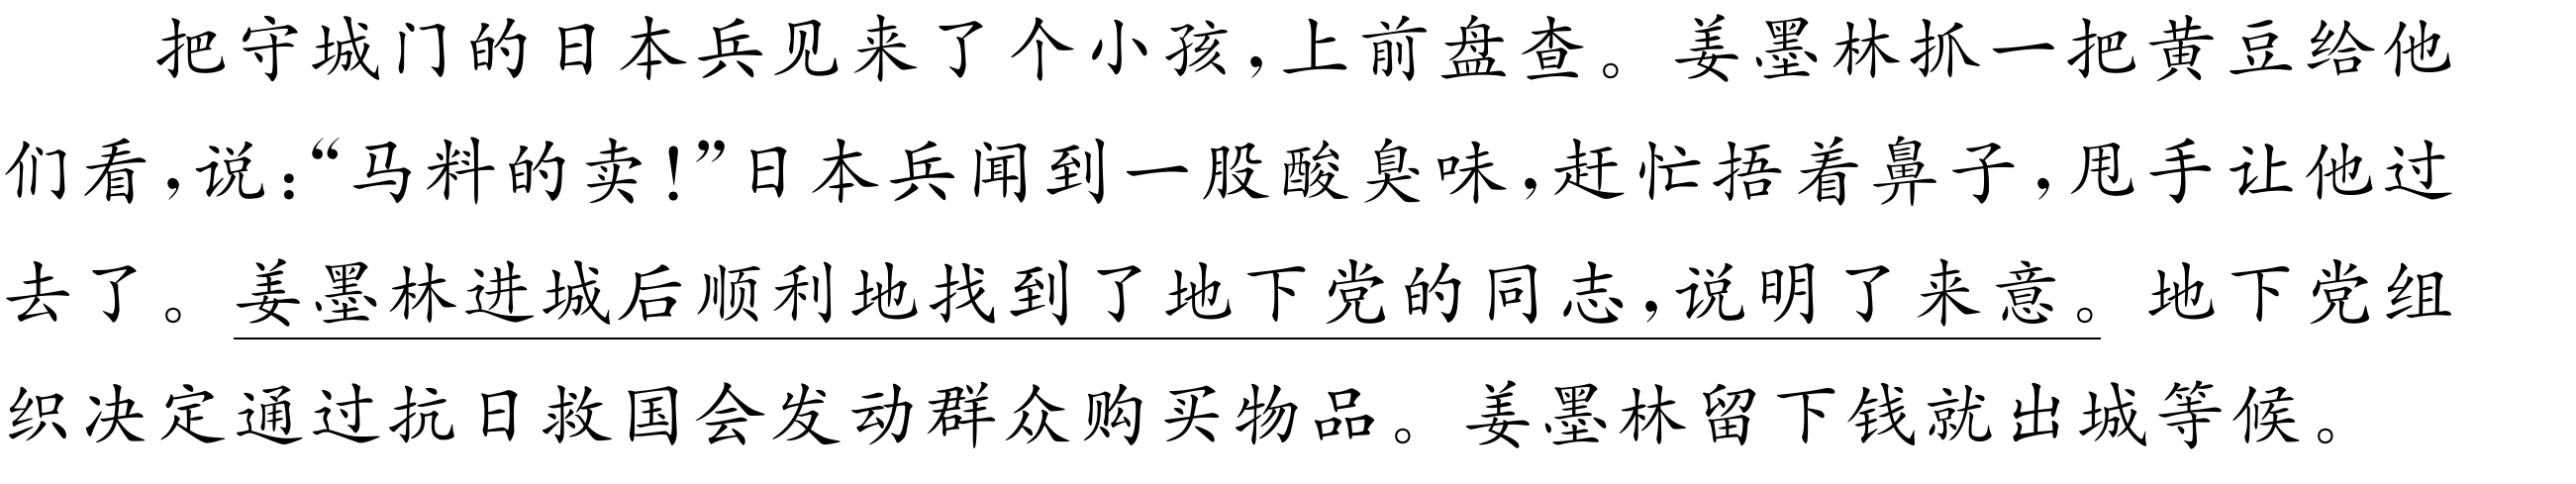 把守城门的日本兵见来了个小孩,上前盘查。姜墨林抓一把黄豆给他
们看,说:“马料的卖!”日本兵闻到一股酸臭味,赶忙捂着鼻子,甩手让他过
去了。姜墨林进城后顺利地找到了地下党的同志,说明了来意。地下党组
织决定通过抗日救国会发动群众购买物品。姜墨林留下钱就出城等候。